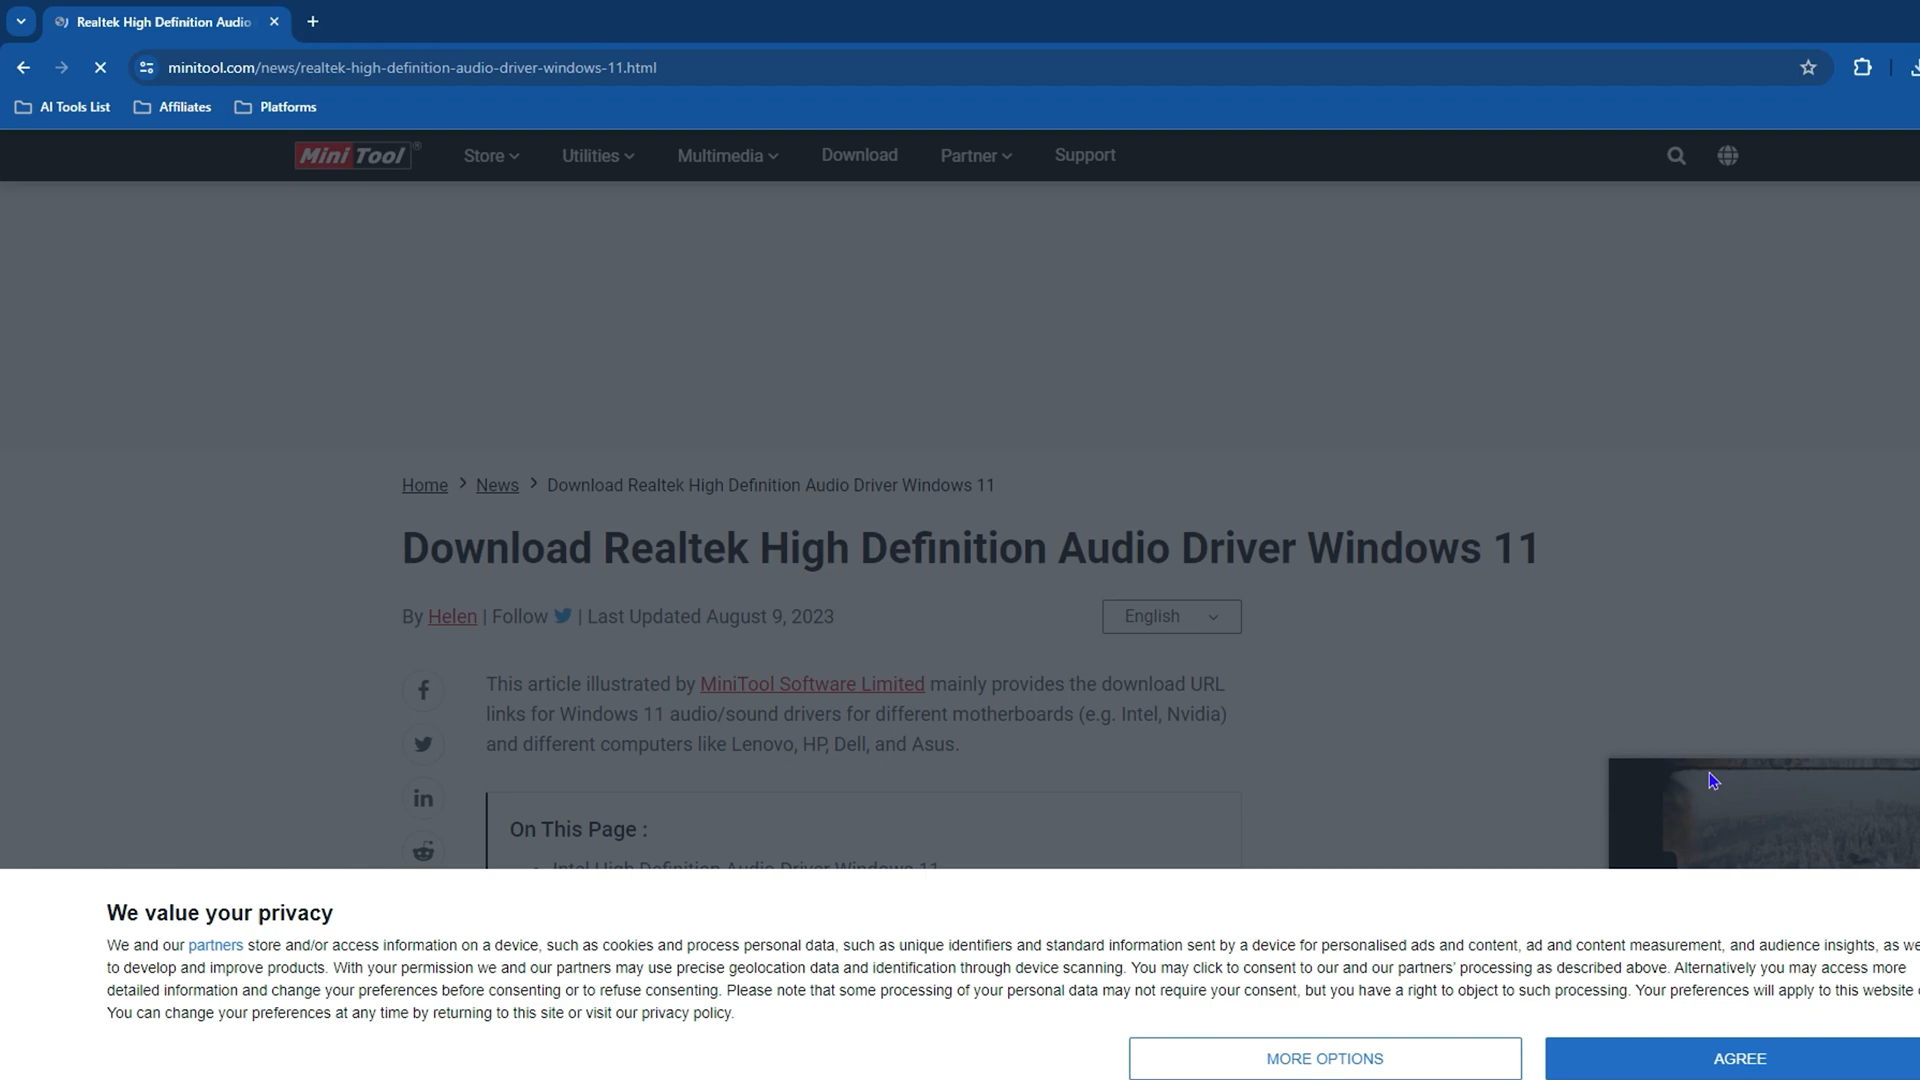 Realtek High Definition Audio
minitool.com/news/realtek-high-definition-audio-driver-windows-11.html
AI Tools List Affiliates Platforms
MiniTool® Store Utilities Multimedia Download Partner Support
Home > News > Download Realtek High Definition Audio Driver Windows 11
Download Realtek High Definition Audio Driver Windows 11
By Helen | Follow | Last Updated August 9, 2023
English
This article illustrated by MiniTool Software Limited mainly provides the download URL
links for Windows 11 audio/sound drivers for different motherboards (e.g. Intel, Nvidia)
and different computers like Lenovo, HP, Dell, and Asus.
On This Page :
Intel High Definition Audio Driver Windows 11
We value your privacy
We and our partners store and/or access information on a device, such as cookies and process personal data, such as unique identifiers and standard information sent by a device for personalised ads and content, ad and content measurement, and audience insights, as we
to develop and improve products. With your permission we and our partners may use precise geolocation data and identification through device scanning. You may click to consent to our and our partners' processing as described above. Alternatively you may access more
detailed information and change your preferences before consenting or to refuse consenting. Please note that some processing of your personal data may not require your consent, but you have a right to object to such processing. Your preferences will apply to this website
You can change your preferences at any time by returning to this site or visit our privacy policy.
MORE OPTIONS
AGREE